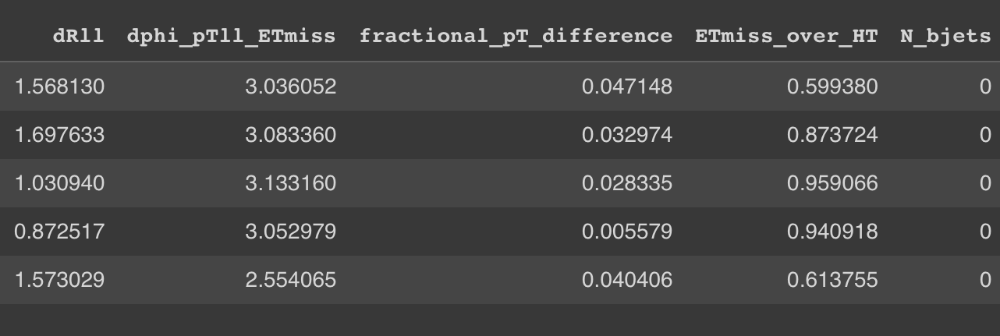 dRll dphi_pTll_ETmiss fractional_pT_difference ETmiss_over_HT N_bjets
1.568130 3.036052 0.047148 0.599380 0
1.697633 3.083360 0.032974 0.873724 0
1.030940 3.133160 0.028335 0.959066 0
0.872517 3.052979 0.005579 0.940918 0
1.573029 2.554065 0.040406 0.613755 0